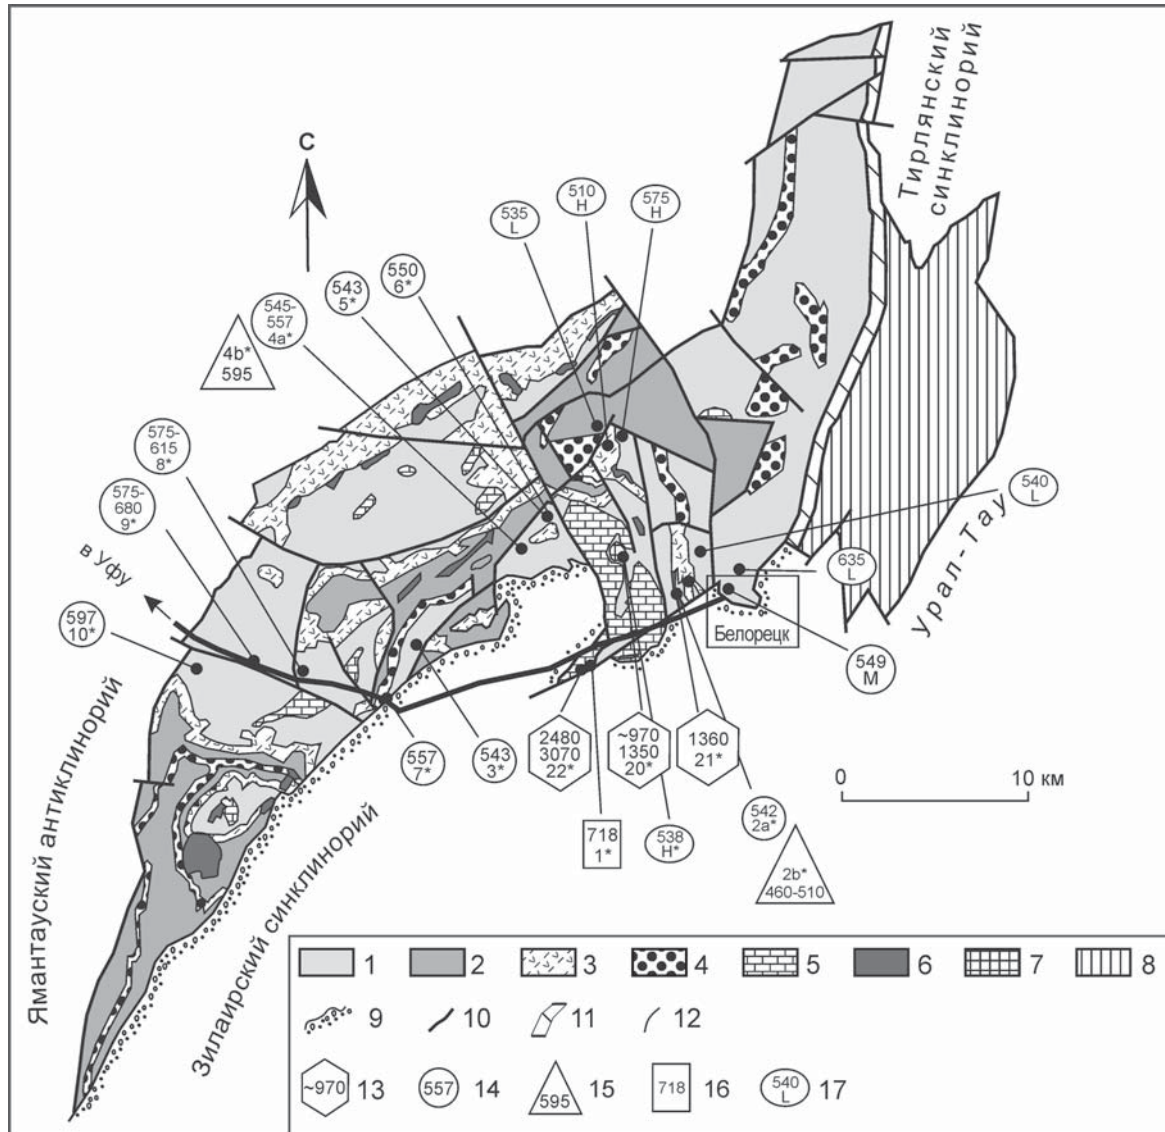 Тирлянский
синклинорий
С
510
H
575
H
535
L
550
6*
543
5*
545-
557
4a*
4b*
595
575-
615
8*
575-
680
9*
в Уфу
597
10*
540
L
635
L
Урал-Тау
Белорецк
549
M
Ямантауский антиклинорий
Зилаирский синклинорий
557
7*
543
3*
2480
3070
22*
~970
1350
20*
1360
21*
0 10 км
718
1*
538
H*
542
2a*
2b*
460-510
1 2 3 4 5 6 7 8
9 10 11 12
~970 13 557 14 595 15 718 16 540 L 17